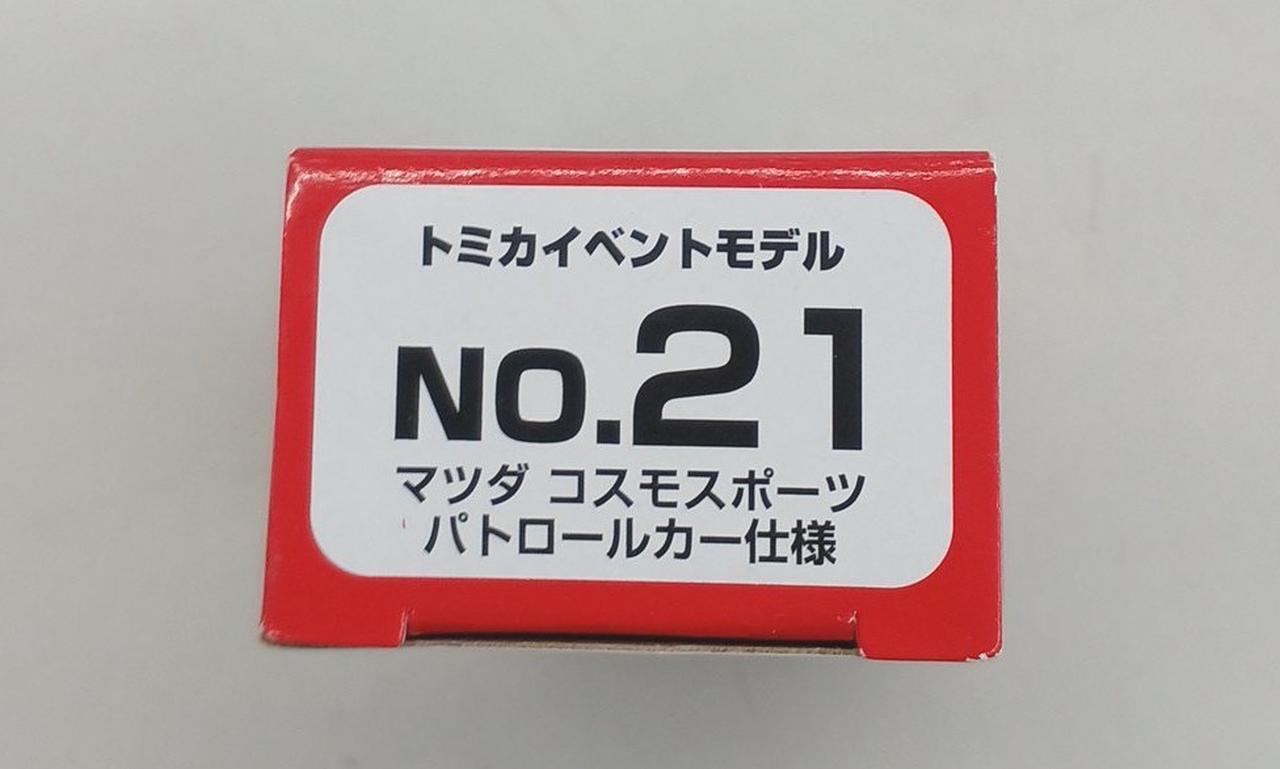 トミカイベントモデル
NO.21
マツダ コスモスポーツ
パトロールカー仕様